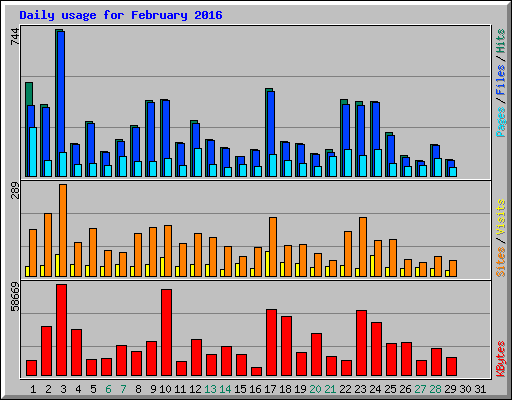 Daily usage for February 2016
744
Pages / Files / Hits
289
Sites / Visits
58669
KBytes
1 2 3 4 5 6 7 8 9 10 11 12 13 14 15 16 17 18 19 20 21 22 23 24 25 26 27 28 29 30 31